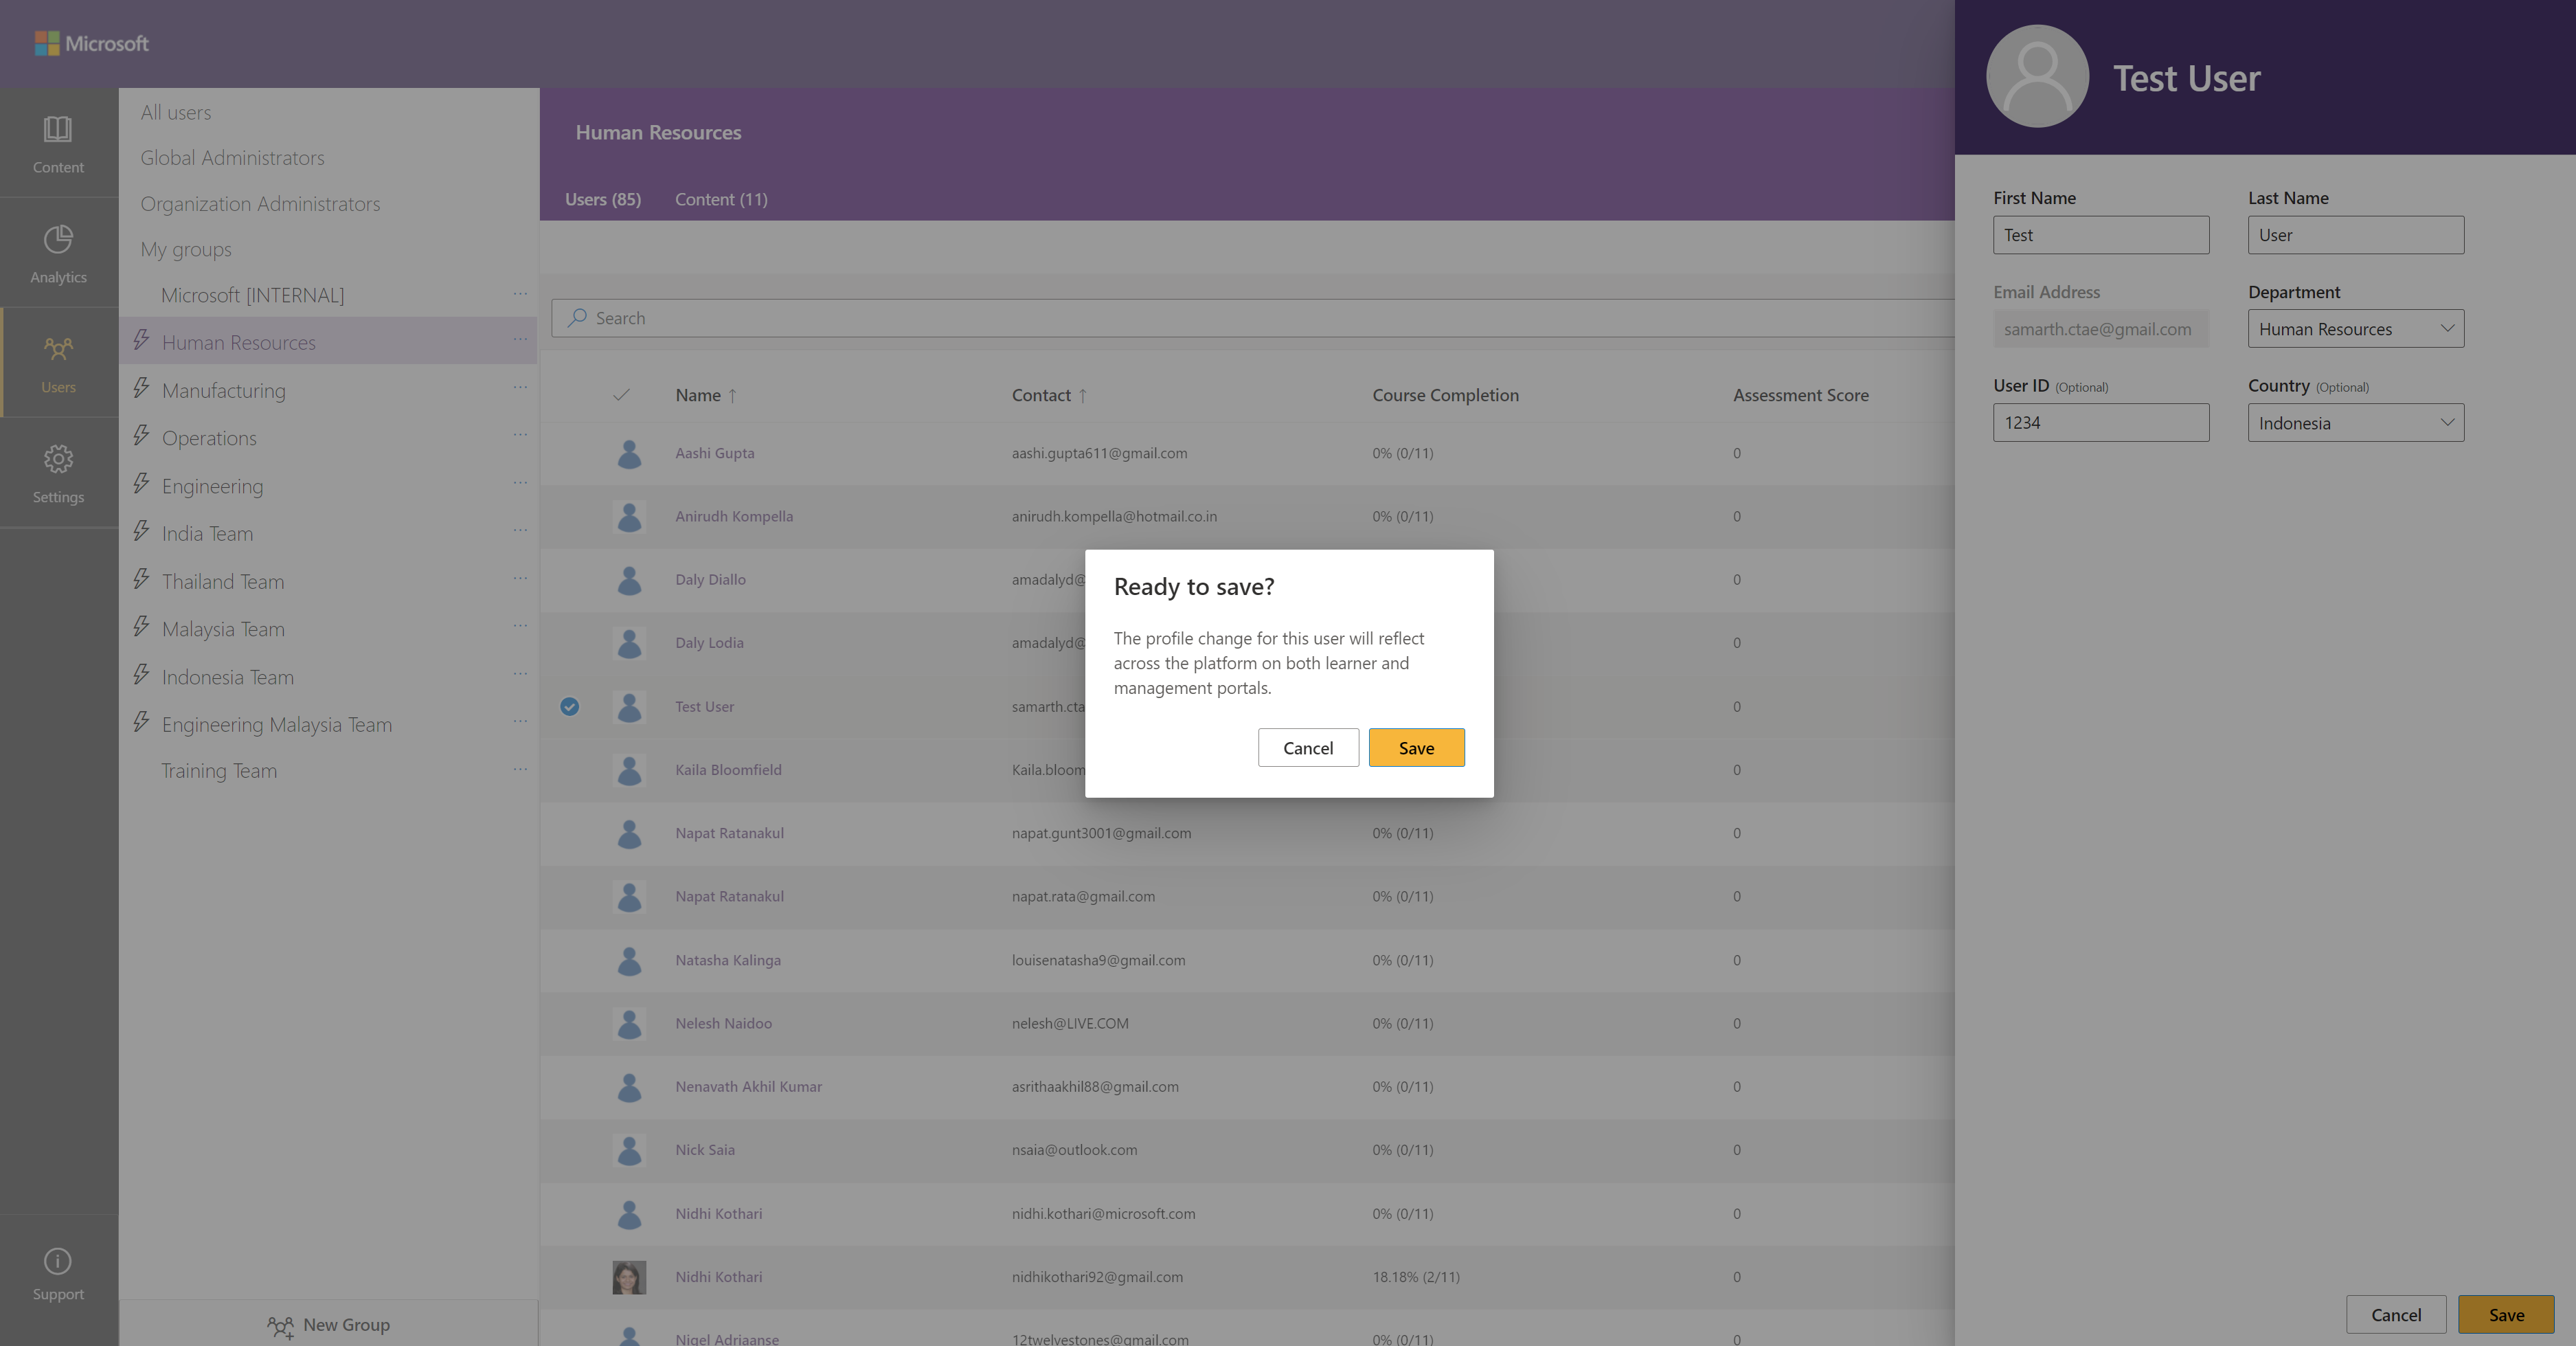 Microsoft
Content
Analytics
Users
Settings
Support
All users
Global Administrators
Organization Administrators
My groups
Microsoft [INTERNAL]
Human Resources
Manufacturing
Operations
Engineering
India Team
Thailand Team
Malaysia Team
Indonesia Team
Engineering Malaysia Team
Training Team
New Group
Human Resources
Users (85) Content (11)
Search
Name ↑ Contact ↑ Course Completion Assessment Score
Aashi Gupta aashi.gupta611@gmail.com 0% (0/11) 0
Anirudh Kompella anirudh.kompella@hotmail.co.in 0% (0/11) 0
Daly Diallo amadalyd@ 0
Daly Lodia amadalyd@ 0
Test User samarth.cta 0
Kaila Bloomfield Kaila.bloom 0
Napat Ratanakul napat.gunt3001@gmail.com 0% (0/11) 0
Napat Ratanakul napat.rata@gmail.com 0% (0/11) 0
Natasha Kalinga louisenatasha9@gmail.com 0% (0/11) 0
Nelesh Naidoo nelesh@LIVE.COM 0% (0/11) 0
Nenavath Akhil Kumar asrithaakhil88@gmail.com 0% (0/11) 0
Nick Saia nsaia@outlook.com 0% (0/11) 0
Nidhi Kothari nidhi.kothari@microsoft.com 0% (0/11) 0
Nidhi Kothari nidhikothari92@gmail.com 18.18% (2/11) 0
Nigel Adriaanse 12twelvestones@gmail.com 0% (0/11) 0
Ready to save?
The profile change for this user will reflect
across the platform on both learner and
management portals.
Cancel Save
Test User
First Name Last Name
Test User
Email Address Department
samarth.ctae@gmail.com Human Resources
User ID (Optional) Country (Optional)
1234 Indonesia
Cancel Save